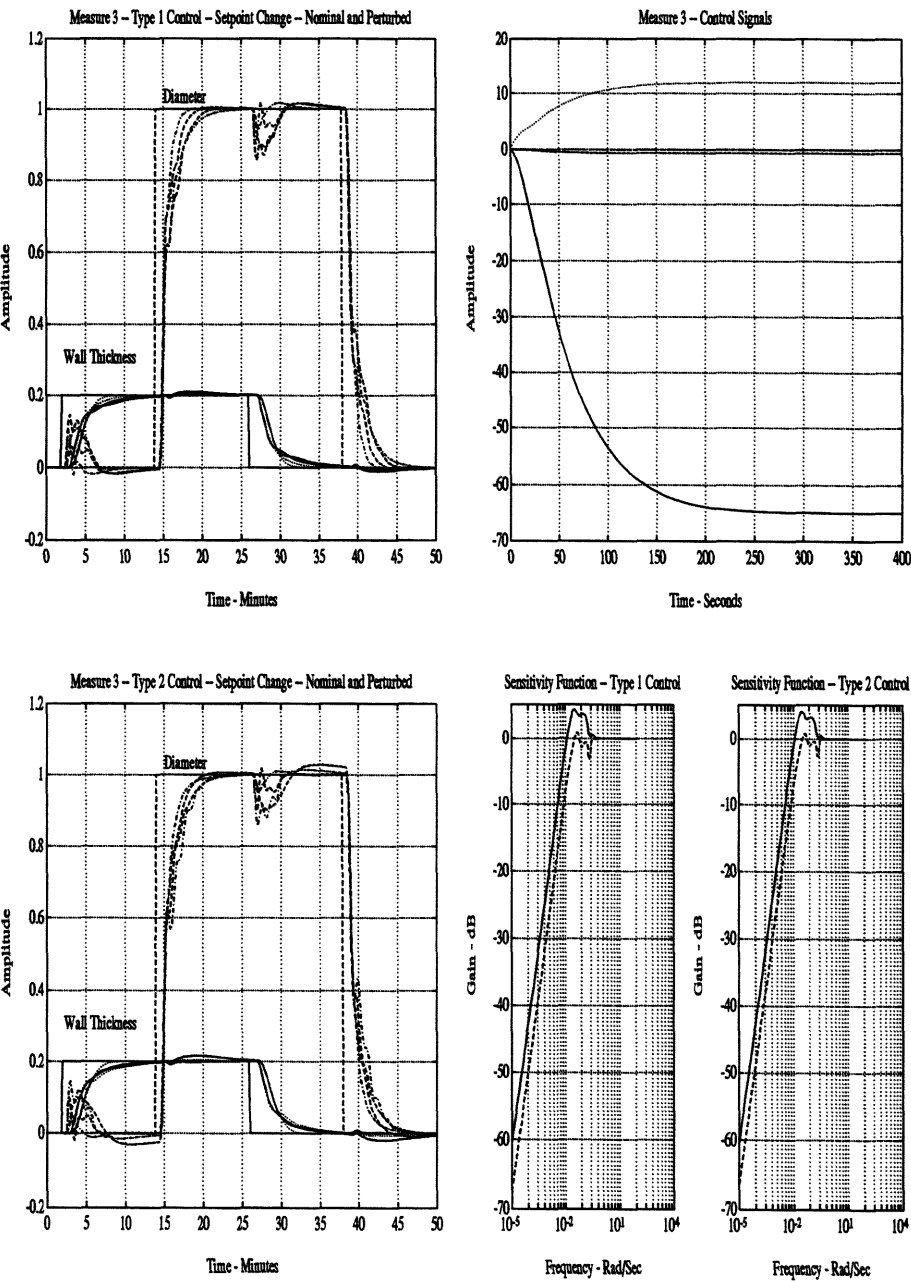 Measure 3 – Type 1 Control – Setpoint Change – Nominal and Perturbed
1.2
1
0.8
0.6
0.4
0.2
0
-0.2
Amplitude
Diameter
Wall Thickness
0 5 10 15 20 25 30 35 40 45 50
Time - Minutes
Measure 3 – Control Signals
20
10
0
-10
-20
-30
-40
-50
-60
-70
Amplitude
0 50 100 150 200 250 300 350 400
Time - Seconds
Measure 3 – Type 2 Control – Setpoint Change – Nominal and Perturbed
1.2
1
0.8
0.6
0.4
0.2
0
-0.2
Amplitude
Diameter
Wall Thickness
0 5 10 15 20 25 30 35 40 45 50
Time - Minutes
Sensitivity Function – Type 1 Control
0
-10
-20
-30
-40
-50
-60
-70
Gain - dB
10-5 10-2 101 104
Frequency - Rad/Sec
Sensitivity Function – Type 2 Control
0
-10
-20
-30
-40
-50
-60
-70
Gain - dB
10-5 10-2 101 104
Frequency - Rad/Sec